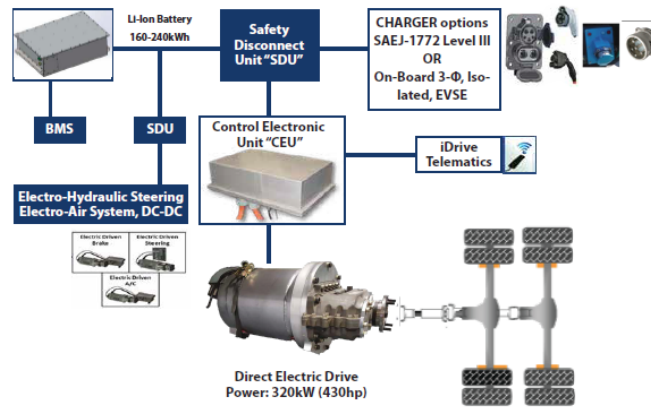 Li-Ion Battery
160-240kWh
Safety
Disconnect
Unit “SDU”
CHARGER options
SAEJ-1772 Level III
OR
On-Board 3-Φ, Iso-
lated, EVSE
BMS
SDU
Control Electronic
Unit “CEU”
iDrive
Telematics
Electro-Hydraulic Steering
Electro-Air System, DC-DC
Electric Driven
Brake
Electric Driven
Steering
Electric Driven
A/C
Direct Electric Drive
Power: 320kW (430hp)